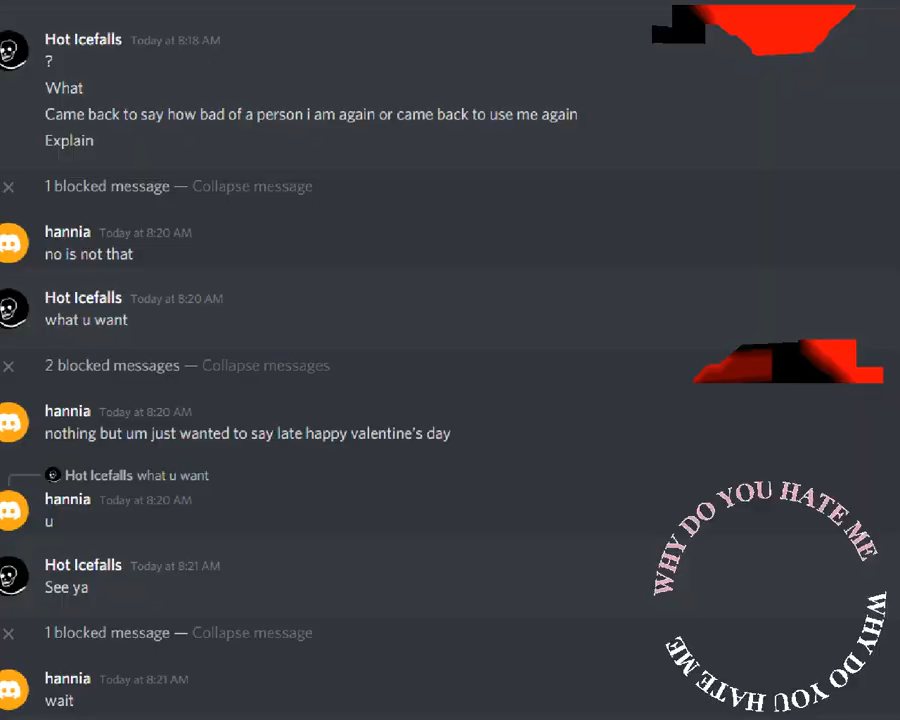 Hot Icefalls Today at 8:18 AM
?
What
Came back to say how bad of a person i am again or came back to use me again
Explain
1 blocked message — Collapse message
hannia Today at 8:20 AM
no is not that
Hot Icefalls Today at 8:20 AM
what u want
2 blocked messages — Collapse messages
hannia Today at 8:20 AM
nothing but um just wanted to say late happy valentine's day
Hot Icefalls what u want
hannia Today at 8:20 AM
u
Hot Icefalls Today at 8:21 AM
See ya
1 blocked message — Collapse message
hannia Today at 8:21 AM
wait
WHY DO YOU HATE ME
WHY DO YOU HATE ME